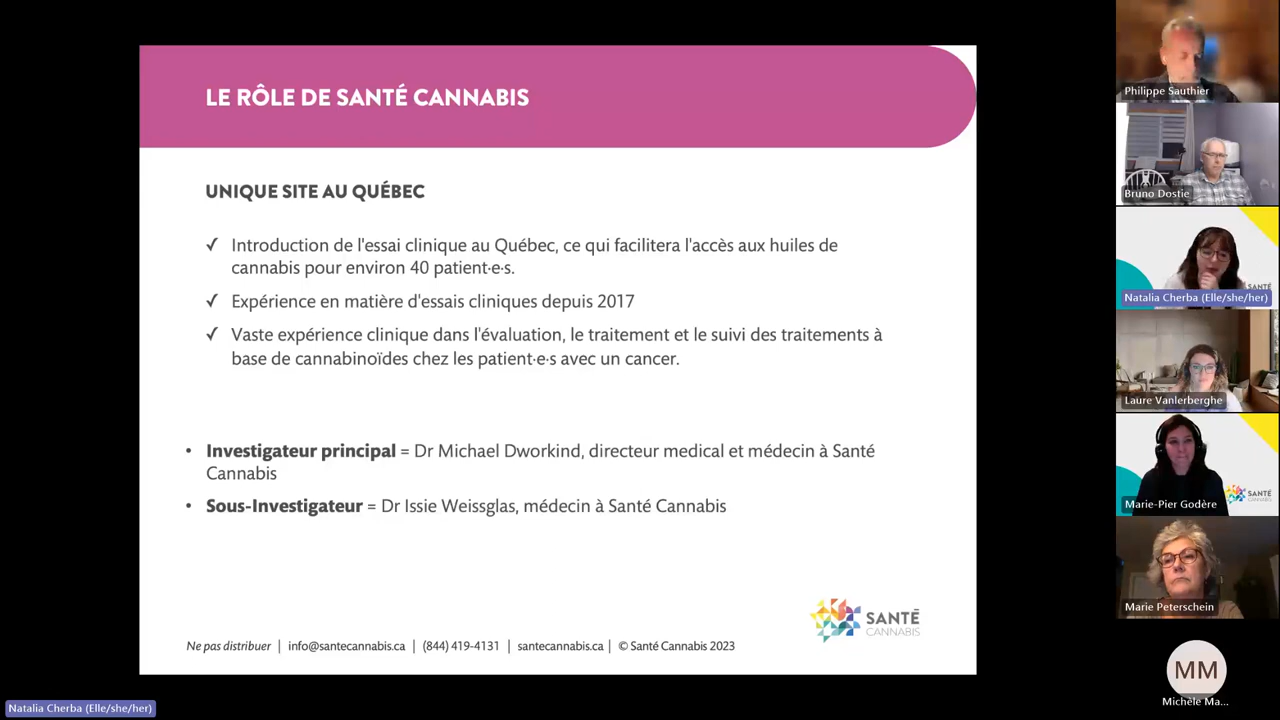 LE RÔLE DE SANTÉ CANNABIS
UNIQUE SITE AU QUÉBEC
✓ Introduction de l'essai clinique au Québec, ce qui facilitera l'accès aux huiles de
cannabis pour environ 40 patient·e·s.
✓ Expérience en matière d'essais cliniques depuis 2017
✓ Vaste expérience clinique dans l'évaluation, le traitement et le suivi des traitements à
base de cannabinoïdes chez les patient·e·s avec un cancer.
• Investigateur principal = Dr Michael Dworkind, directeur medical et médecin à Santé
Cannabis
• Sous-Investigateur = Dr Issie Weissglas, médecin à Santé Cannabis
SANTÉ
CANNABIS
Ne pas distribuer | info@santecannabis.ca | (844) 419-4131 | santecannabis.ca | © Santé Cannabis 2023
Philippe Sauthier
Bruno Dostie
Natalia Cherba (Elle/she/her)
Laure Vanlerberghe
Marie-Pier Godère
SANTÉ
Marie Peterschein
MM
Michèle Ma...
Natalia Cherba (Elle/she/her)